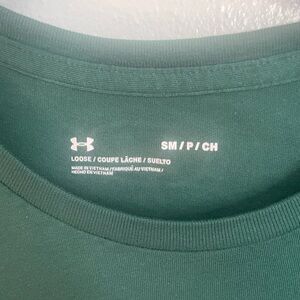 SM / P / CH
LOOSE / COUPE LÂCHE / SUELTO
MADE IN VIETNAM / FABRIQUÉ AU VIETNAM /
HECHO EN VIETNAM